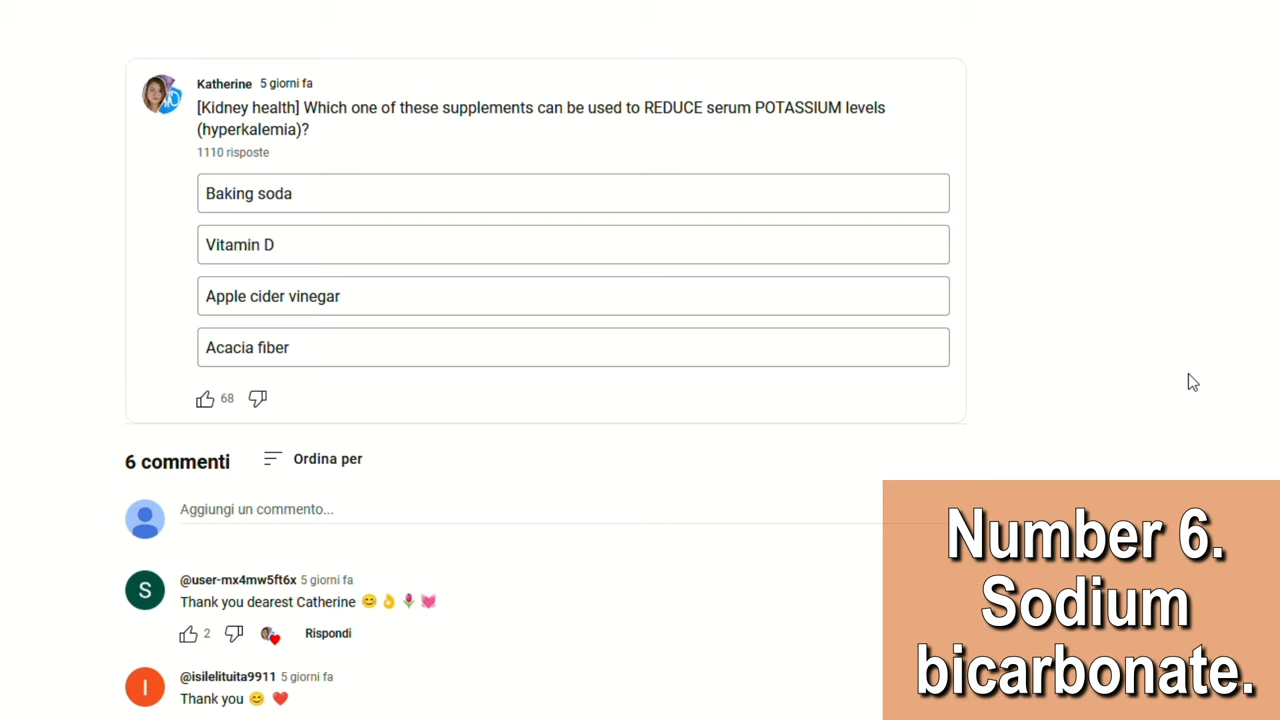 Katherine 5 giorni fa
[Kidney health] Which one of these supplements can be used to REDUCE serum POTASSIUM levels
(hyperkalemia)?
1110 risposte
Baking soda
Vitamin D
Apple cider vinegar
Acacia fiber
68
6 commenti Ordina per
Aggiungi un commento...
S
@user-mx4mw5ft6x 5 giorni fa
Thank you dearest Catherine 😊👌🌷💓
2 Rispondi
I
@isilelituita9911 5 giorni fa
Thank you 😊 ❤️
Number 6.
Sodium
bicarbonate.